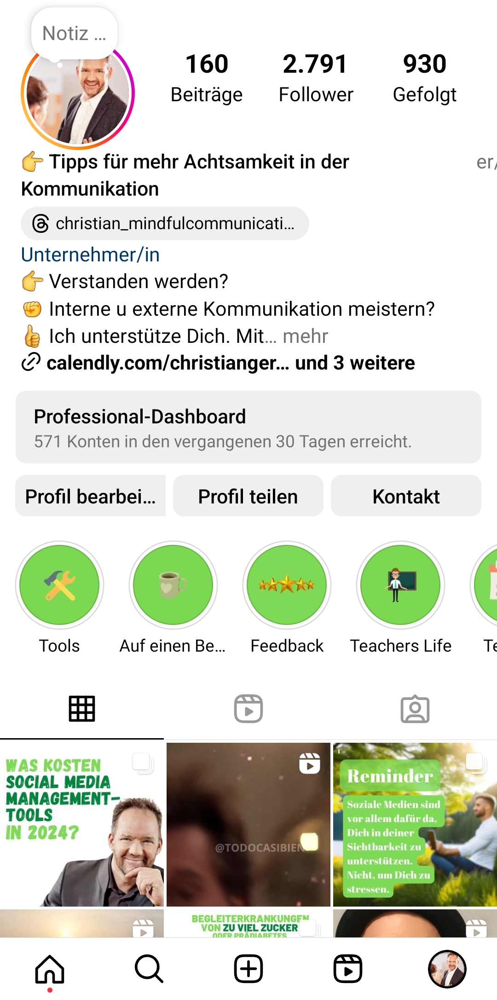 Notiz ...
160
2.791
930
Beiträge
Follower
Gefolgt
👉 Tipps für mehr Achtsamkeit in der
Kommunikation
er/
christian_mindfulcommunicati...
Unternehmer/in
👉 Verstanden werden?
✊ Interne u externe Kommunikation meistern?
👍 Ich unterstütze Dich. Mit... mehr
calendly.com/christianger... und 3 weitere
Professional-Dashboard
571 Konten in den vergangenen 30 Tagen erreicht.
Profil bearbei...
Profil teilen
Kontakt
Tools
Auf einen Be...
Feedback
Teachers Life
Te
WAS KOSTEN
SOCIAL MEDIA
MANAGEMENT-
TOOLS
IN 2024?
@TODOCASIBIEN
Reminder
Soziale Medien sind
vor allem dafür da,
Dich in deiner
Sichtbarkeit zu
unterstützen.
Nicht, um Dich zu
stressen.
BEGLEITERKRANKUNGEN
VON ZU VIEL ZUCKER
ODER PRÄDIABETES